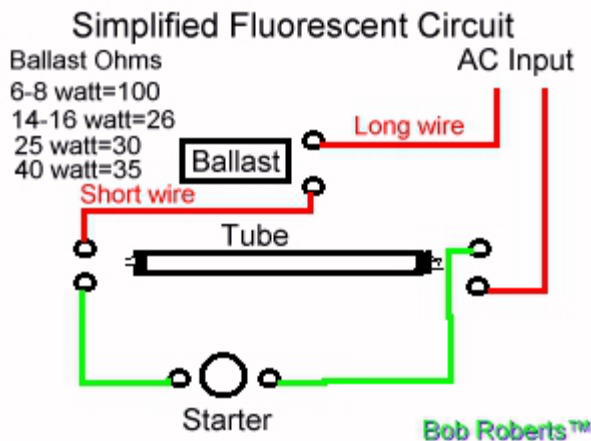 Simplified Fluorescent Circuit
Ballast Ohms
AC Input
6-8 watt=100
14-16 watt=26
25 watt=30
40 watt=35
Long wire
Ballast
Short wire
Tube
Starter
Bob Roberts™